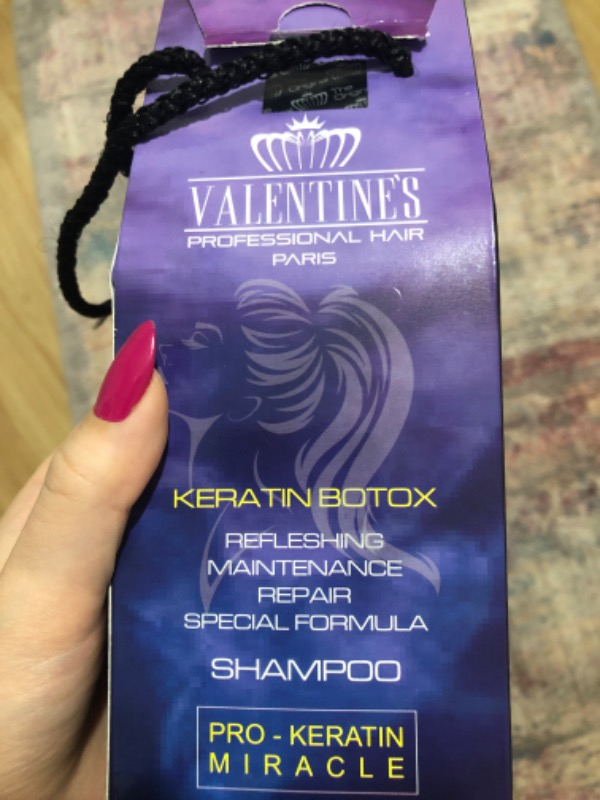 VALENTINE'S
PROFESSIONAL HAIR
PARIS
KERATIN BOTOX
REFLESHING
MAINTENANCE
REPAIR
SPECIAL FORMULA
SHAMPOO
PRO - KERATIN
MIRACLE